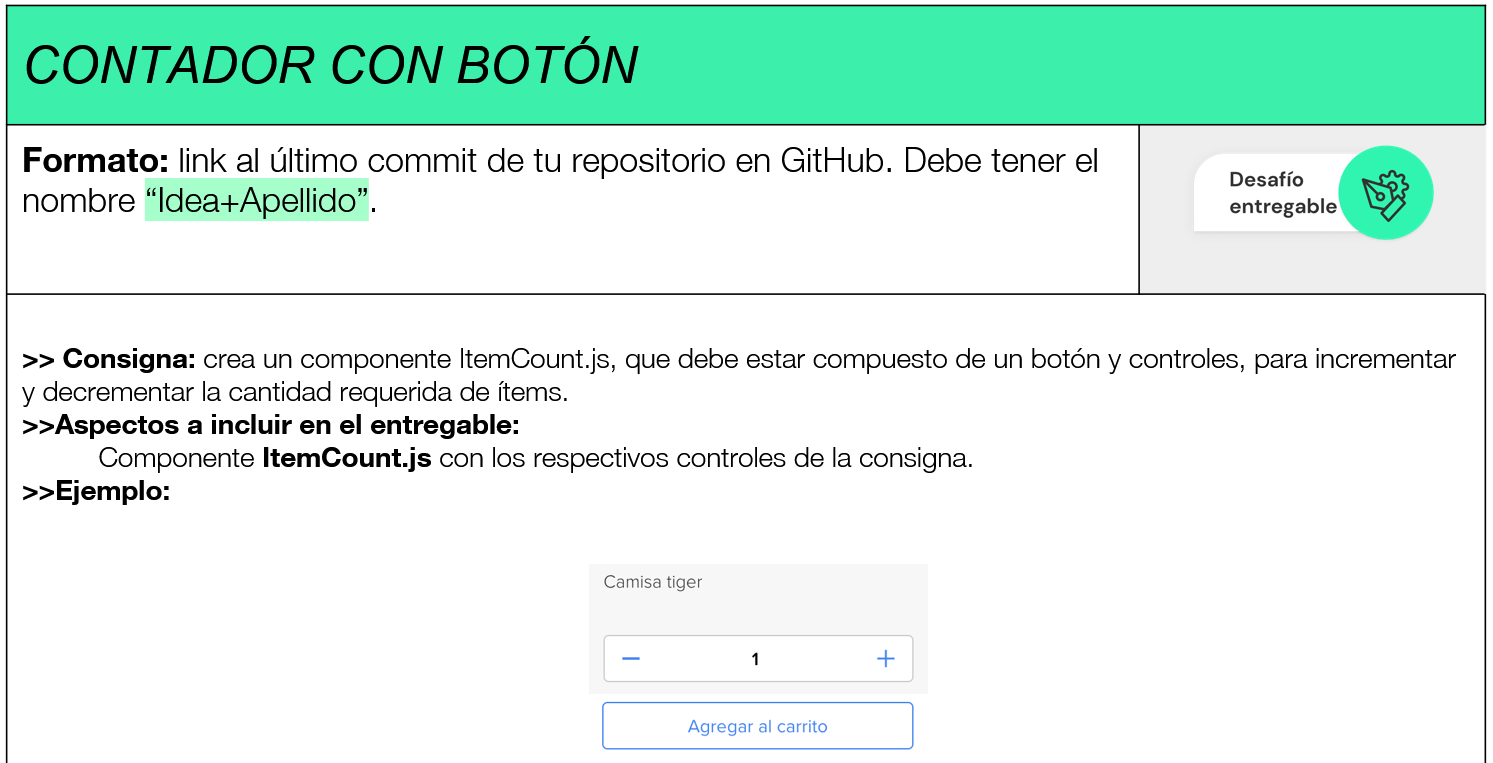 CONTADOR CON BOTÓN
Formato: link al último commit de tu repositorio en GitHub. Debe tener el
nombre “Idea+Apellido”.
Desafío
entregable
>> Consigna: crea un componente ItemCount.js, que debe estar compuesto de un botón y controles, para incrementar
y decrementar la cantidad requerida de ítems.
>>Aspectos a incluir en el entregable:
Componente ItemCount.js con los respectivos controles de la consigna.
>>Ejemplo:
Camisa tiger
− 1 +
Agregar al carrito